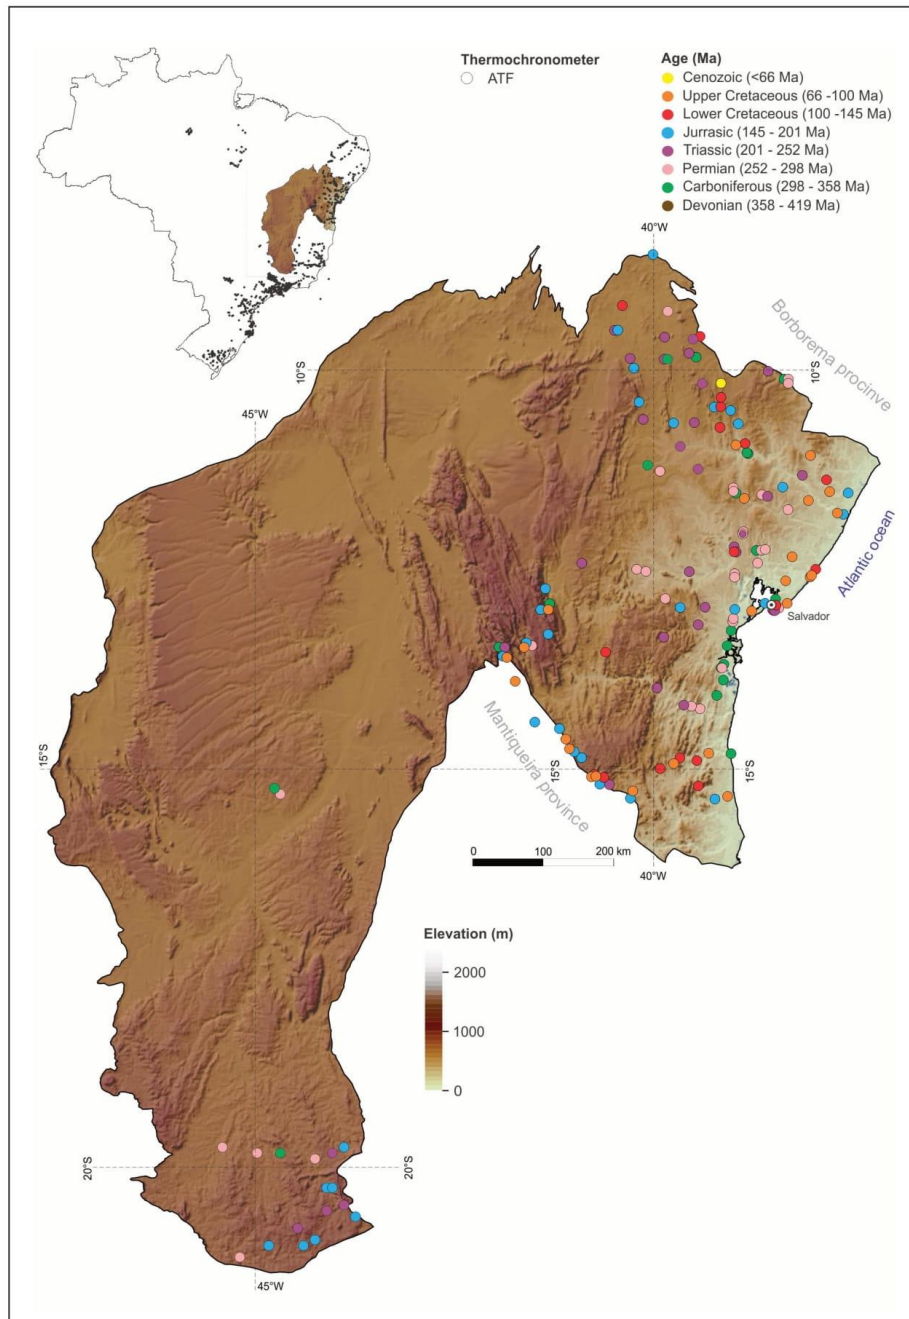 Thermochronometer
ATF
Age (Ma)
Cenozoic (<66 Ma)
Upper Cretaceous (66 -100 Ma)
Lower Cretaceous (100 -145 Ma)
Jurrasic (145 - 201 Ma)
Triassic (201 - 252 Ma)
Permian (252 - 298 Ma)
Carboniferous (298 - 358 Ma)
Devonian (358 - 419 Ma)
40°W
Borborema procinve
10°S
10°S
45°W
Atlantic ocean
Salvador
Mantiqueira province
15°S
15°S
15°S
0 100 200 km
40°W
Elevation (m)
2000
1000
0
20°S
20°S
45°W